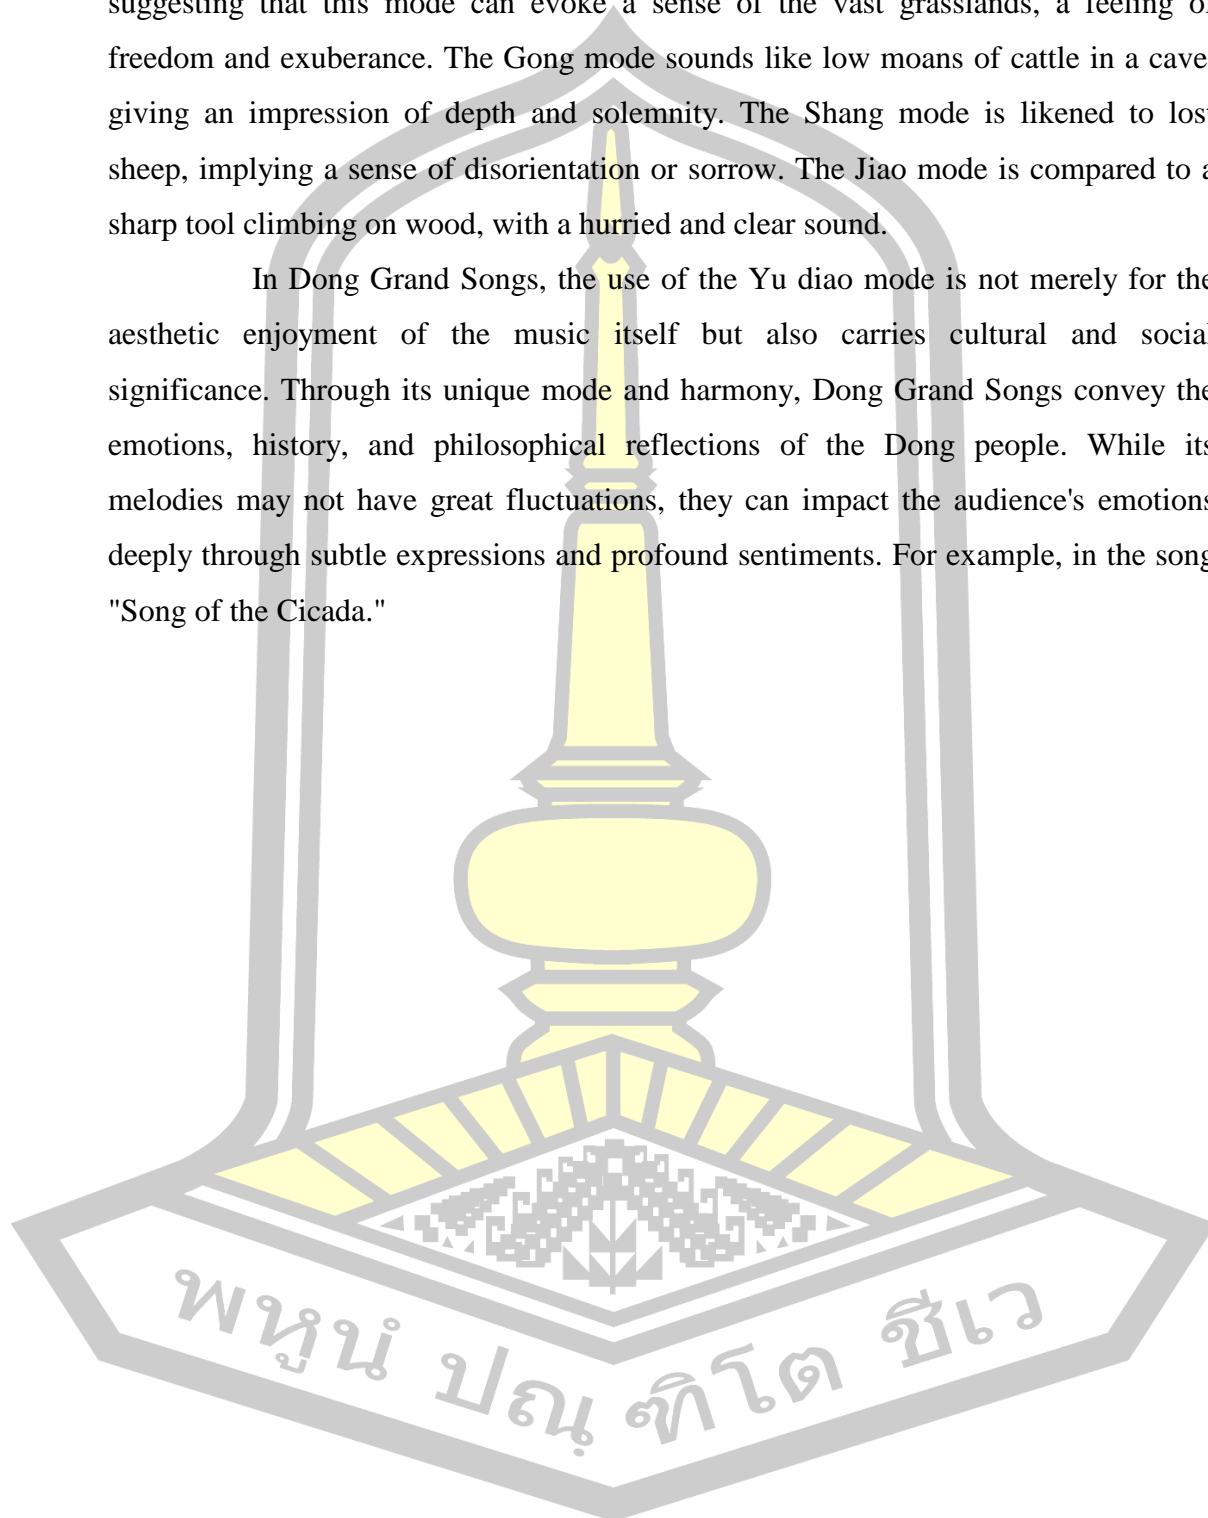 suggesting that this mode can evoke a sense of the vast grasslands, a feeling of
freedom and exuberance. The Gong mode sounds like low moans of cattle in a cave,
giving an impression of depth and solemnity. The Shang mode is likened to lost
sheep, implying a sense of disorientation or sorrow. The Jiao mode is compared to a
sharp tool climbing on wood, with a hurried and clear sound.
In Dong Grand Songs, the use of the Yu diao mode is not merely for the
aesthetic enjoyment of the music itself but also carries cultural and social
significance. Through its unique mode and harmony, Dong Grand Songs convey the
emotions, history, and philosophical reflections of the Dong people. While its
melodies may not have great fluctuations, they can impact the audience's emotions
deeply through subtle expressions and profound sentiments. For example, in the song
"Song of the Cicada."
พหูนํ ปณฺฑิโต ชีเว